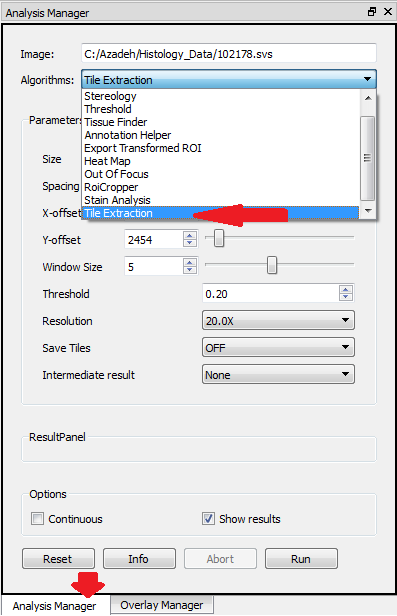 Analysis Manager
Image: C:/Azadeh/Histology_Data/102178.svs
Algorithms: Tile Extraction
Stereology
Threshold
Tissue Finder
Annotation Helper
Export Transformed ROI
Heat Map
Out Of Focus
RoiCropper
Stain Analysis
Tile Extraction
Parameters
Size
Spacing
X-offset
Y-offset 2454
Window Size 5
Threshold 0.20
Resolution 20.0X
Save Tiles OFF
Intermediate result None
ResultPanel
Options
Continuous Show results
Reset Info Abort Run
Analysis Manager Overlay Manager